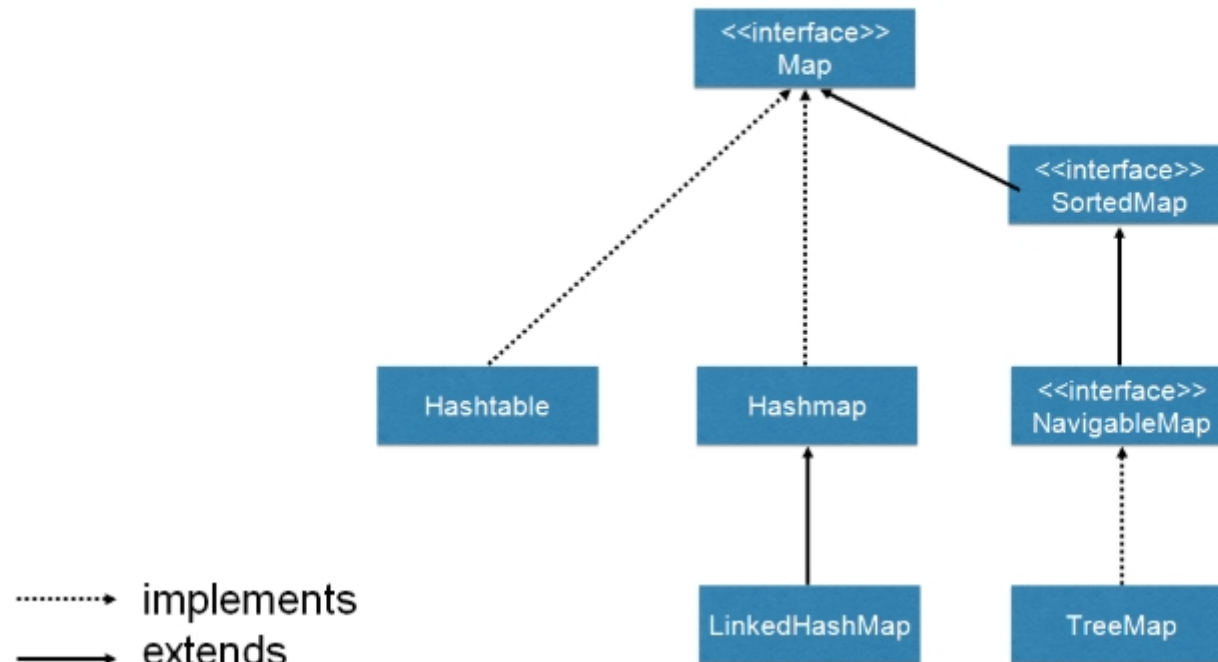 <<interface>>
Map
<<interface>>
SortedMap
Hashtable
Hashmap
<<interface>>
NavigableMap
implements
extends
LinkedHashMap
TreeMap